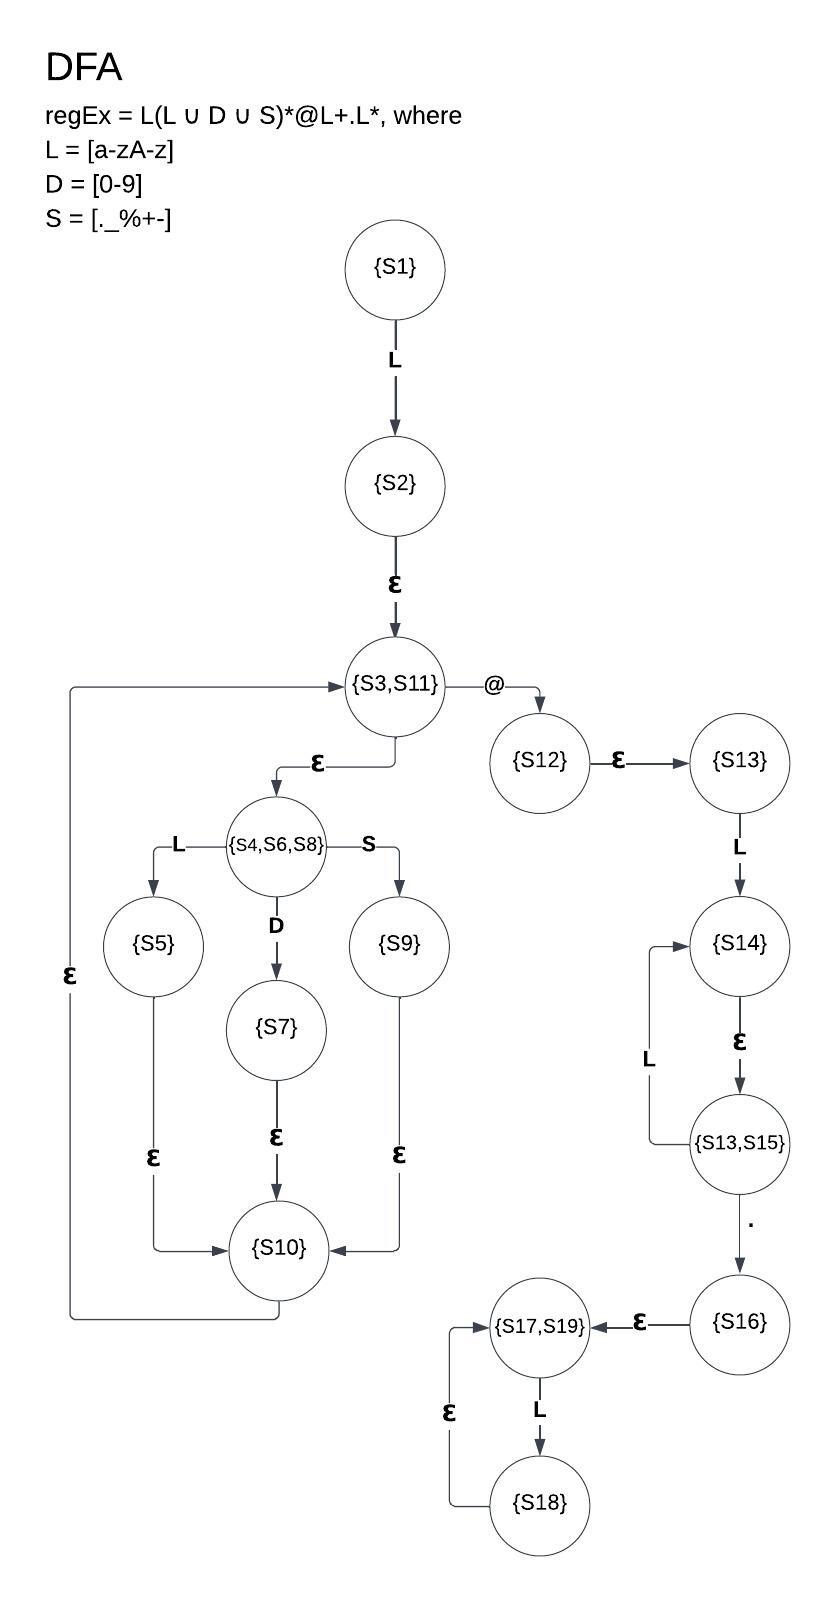 DFA
regEx = L(L ∪ D ∪ S)*@L+.L*, where
L = [a-zA-z]
D = [0-9]
S = [._%+-]
{S1}
L
{S2}
ε
{S3,S11}
@
ε
{S12}
ε
{S13}
L
{S4,S6,S8}
S
L
D
{S5}
{S9}
{S14}
ε
{S7}
ε
L
ε
{S13,S15}
ε
ε
.
{S10}
{S17,S19}
ε
{S16}
ε
L
{S18}